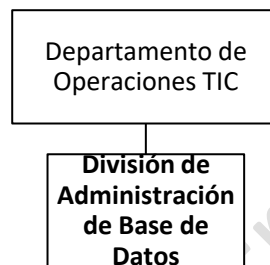 Departamento de
Operaciones TIC
División de
Administración
de Base de
Datos